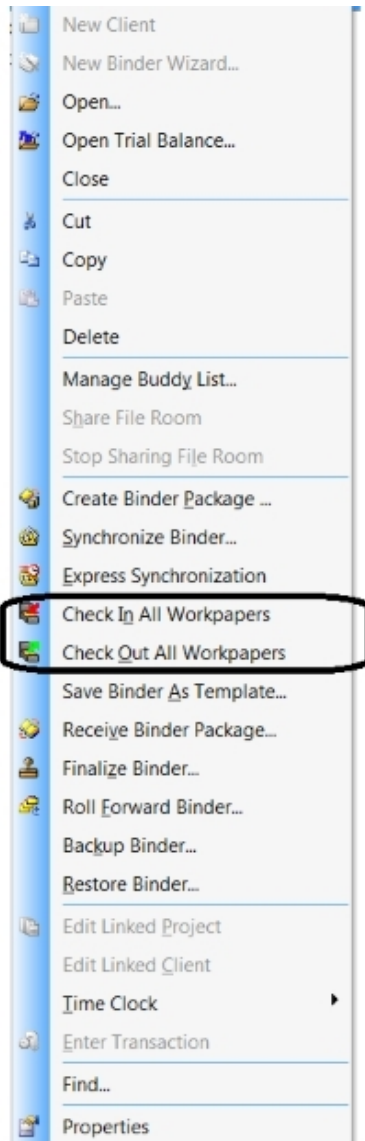 New Client
New Binder Wizard...
Open...
Open Trial Balance...
Close
Cut
Copy
Paste
Delete
Manage Buddy List...
Share File Room
Stop Sharing File Room
Create Binder Package ...
Synchronize Binder...
Express Synchronization
Check In All Workpapers
Check Out All Workpapers
Save Binder As Template...
Receive Binder Package...
Finalize Binder...
Roll Forward Binder...
Backup Binder...
Restore Binder...
Edit Linked Project
Edit Linked Client
Time Clock
Enter Transaction
Find...
Properties